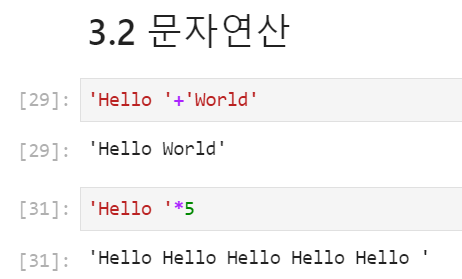 3.2 문자연산
[29]: 'Hello '+'World'
[29]: 'Hello World'
[31]: 'Hello '*5
[31]: 'Hello Hello Hello Hello Hello '